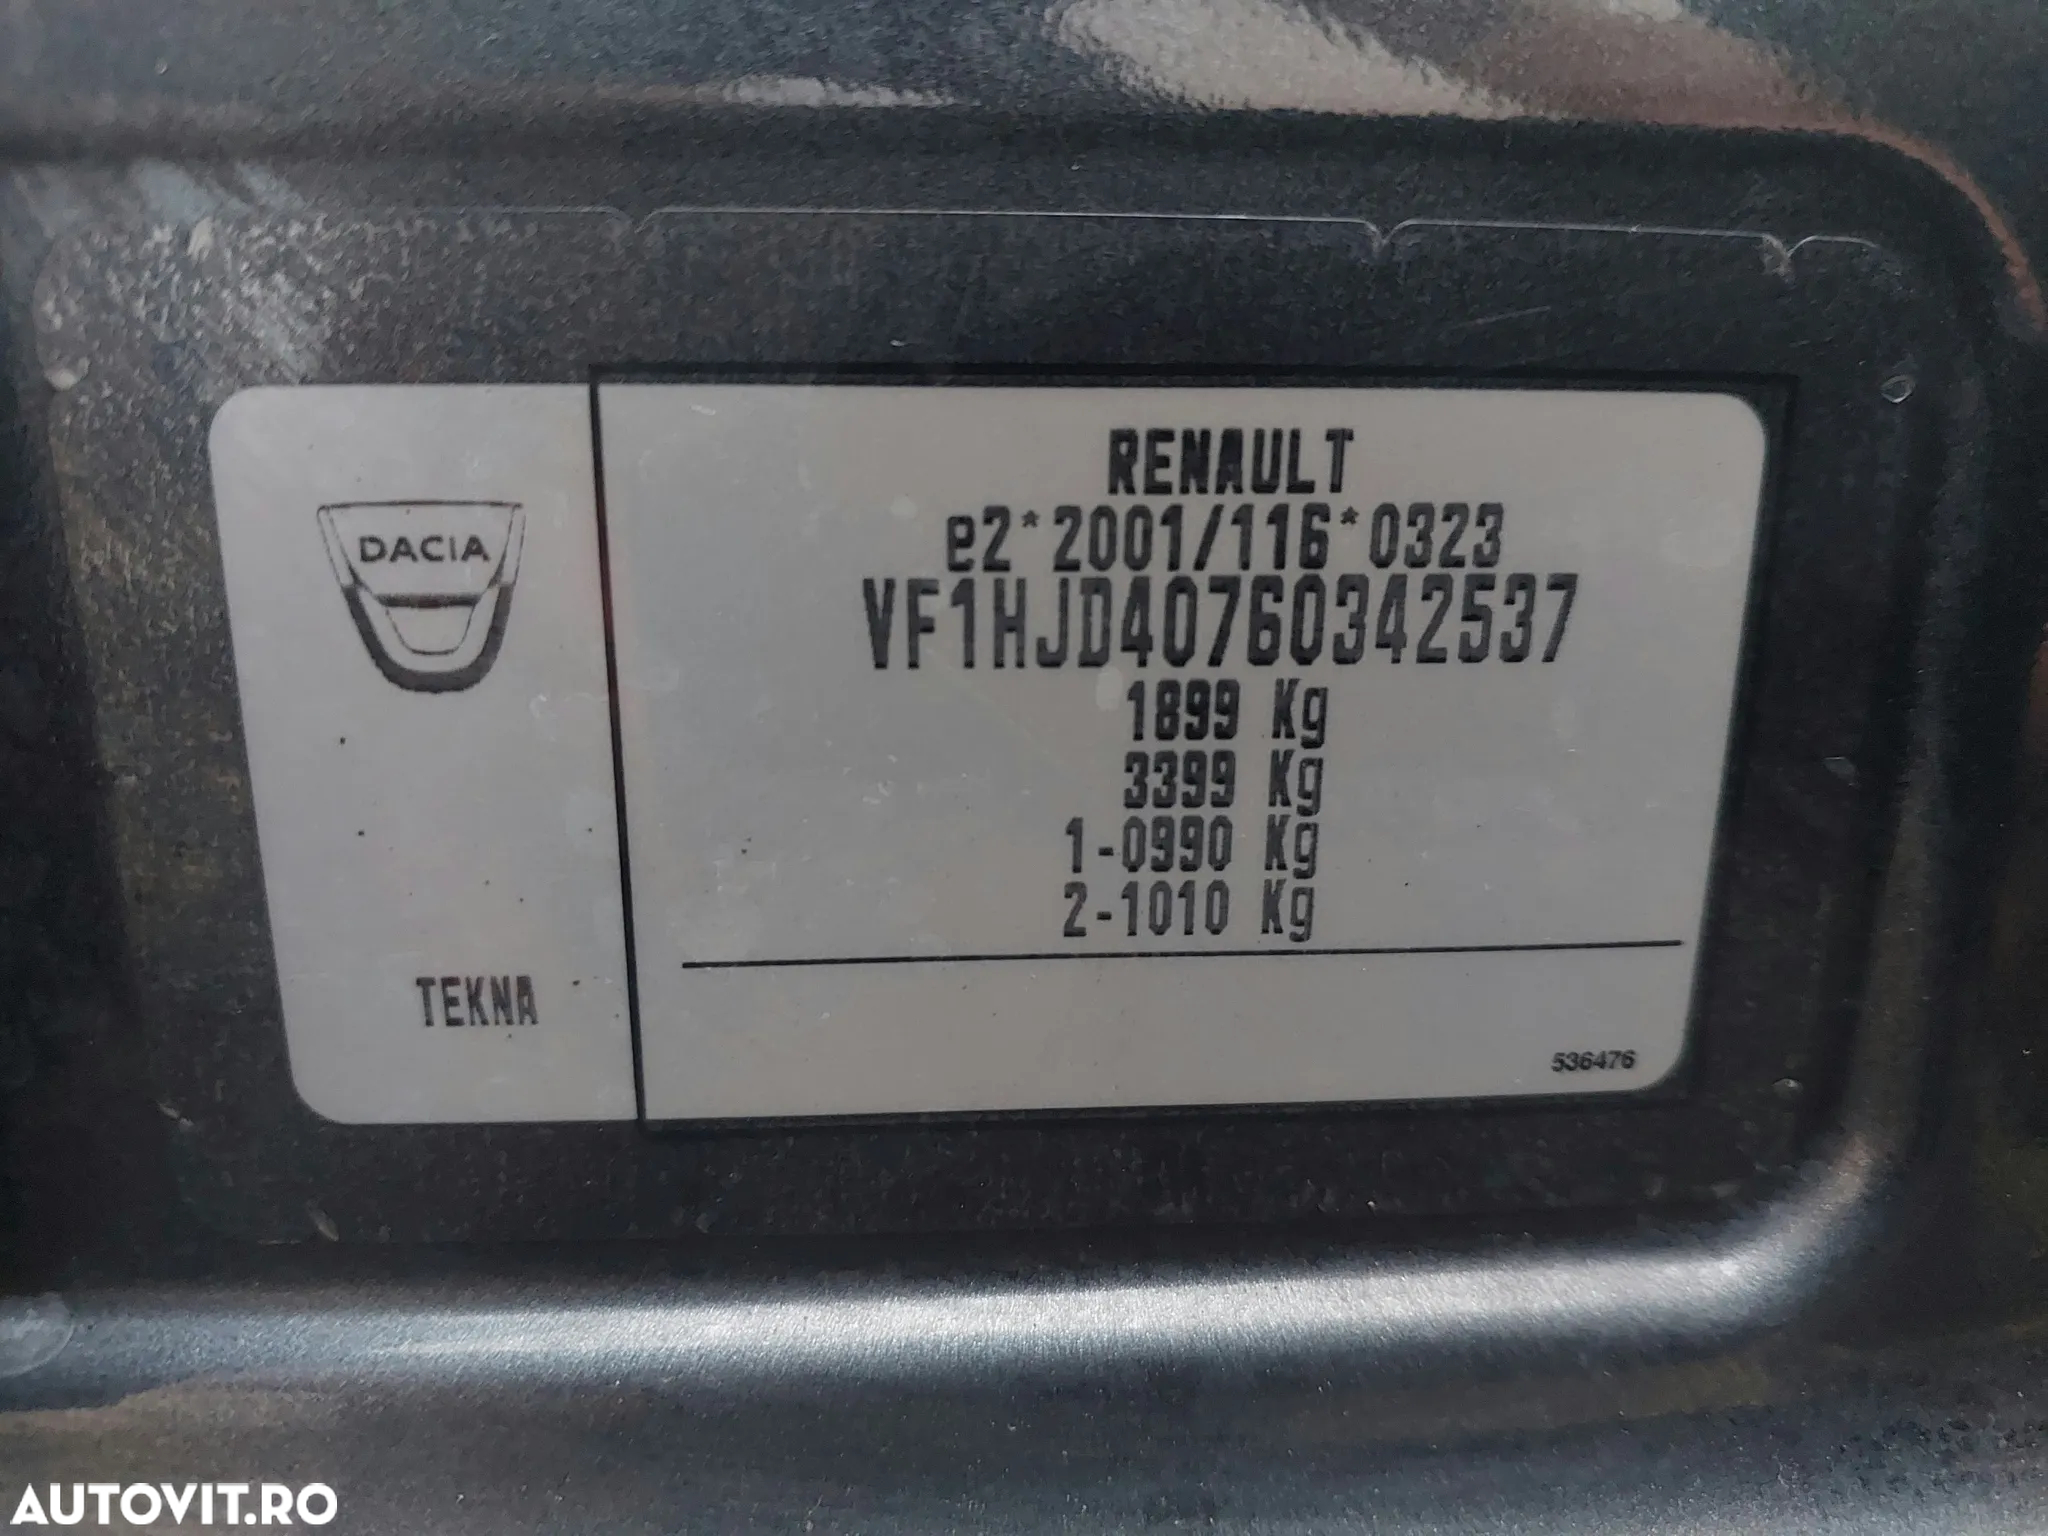 DACIA
TEKNA
RENAULT
e2*2001/116*0323
VF1HJD40760342537
1899 Kg
3399 Kg
1-0990 Kg
2-1010 Kg
536476
AUTOVIT.RO